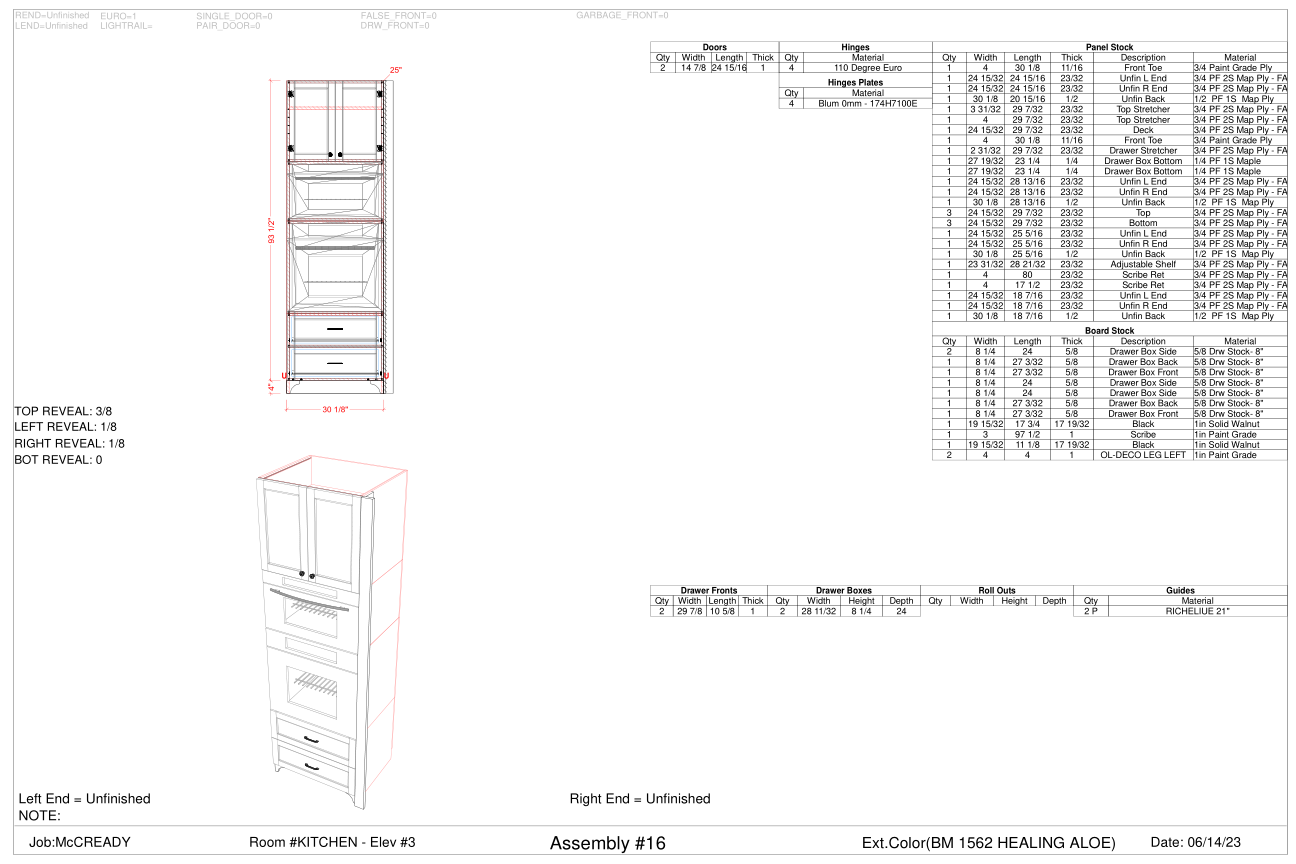 REND=Unfinished EURO=1 SINGLE_DOOR=0 FALSE_FRONT=0 GARBAGE_FRONT=0
LEND=Unfinished LIGHTRAIL= PAIR_DOOR=0 DRW_FRONT=0
25"
93 1/2"
4"
U U
30 1/8"
TOP REVEAL: 3/8
LEFT REVEAL: 1/8
RIGHT REVEAL: 1/8
BOT REVEAL: 0
Doors
Qty Width Length Thick
2 14 7/8 24 15/16 1
Hinges
Qty Material
4 110 Degree Euro
Hinges Plates
Qty Material
4 Blum 0mm - 174H7100E
Panel Stock
Qty Width Length Thick Description Material
1 4 30 1/8 11/16 Front Toe 3/4 Paint Grade Ply
1 24 15/32 24 15/16 23/32 Unfin L End 3/4 PF 2S Map Ply - FA
1 24 15/32 24 15/16 23/32 Unfin R End 3/4 PF 2S Map Ply - FA
1 30 1/8 20 15/16 1/2 Unfin Back 1/2 PF 1S Map Ply
1 3 31/32 29 7/32 23/32 Top Stretcher 3/4 PF 2S Map Ply - FA
1 4 29 7/32 23/32 Top Stretcher 3/4 PF 2S Map Ply - FA
1 24 15/32 29 7/32 23/32 Deck 3/4 PF 2S Map Ply - FA
1 4 30 1/8 11/16 Front Toe 3/4 Paint Grade Ply
1 2 31/32 29 7/32 23/32 Drawer Stretcher 3/4 PF 2S Map Ply - FA
1 27 19/32 23 1/4 1/4 Drawer Box Bottom 1/4 PF 1S Maple
1 27 19/32 23 1/4 1/4 Drawer Box Bottom 1/4 PF 1S Maple
1 24 15/32 28 13/16 23/32 Unfin L End 3/4 PF 2S Map Ply - FA
1 24 15/32 28 13/16 23/32 Unfin R End 3/4 PF 2S Map Ply - FA
1 30 1/8 28 13/16 1/2 Unfin Back 1/2 PF 1S Map Ply
3 24 15/32 29 7/32 23/32 Top 3/4 PF 2S Map Ply - FA
3 24 15/32 29 7/32 23/32 Bottom 3/4 PF 2S Map Ply - FA
1 24 15/32 25 5/16 23/32 Unfin L End 3/4 PF 2S Map Ply - FA
1 24 15/32 25 5/16 23/32 Unfin R End 3/4 PF 2S Map Ply - FA
1 30 1/8 25 5/16 1/2 Unfin Back 1/2 PF 1S Map Ply
1 23 31/32 28 21/32 23/32 Adjustable Shelf 3/4 PF 2S Map Ply - FA
1 4 80 23/32 Scribe Ret 3/4 PF 2S Map Ply - FA
1 4 17 1/2 23/32 Scribe Ret 3/4 PF 2S Map Ply - FA
1 24 15/32 18 7/16 23/32 Unfin L End 3/4 PF 2S Map Ply - FA
1 24 15/32 18 7/16 23/32 Unfin R End 3/4 PF 2S Map Ply - FA
1 30 1/8 18 7/16 1/2 Unfin Back 1/2 PF 1S Map Ply
Board Stock
Qty Width Length Thick Description Material
2 8 1/4 24 5/8 Drawer Box Side 5/8 Drw Stock- 8"
1 8 1/4 27 3/32 5/8 Drawer Box Back 5/8 Drw Stock- 8"
1 8 1/4 27 3/32 5/8 Drawer Box Front 5/8 Drw Stock- 8"
1 8 1/4 24 5/8 Drawer Box Side 5/8 Drw Stock- 8"
1 8 1/4 24 5/8 Drawer Box Side 5/8 Drw Stock- 8"
1 8 1/4 27 3/32 5/8 Drawer Box Back 5/8 Drw Stock- 8"
1 8 1/4 27 3/32 5/8 Drawer Box Front 5/8 Drw Stock- 8"
1 19 15/32 17 3/4 17 19/32 Black 1in Solid Walnut
1 3 97 1/2 1 Scribe 1in Paint Grade
1 19 15/32 11 1/8 17 19/32 Black 1in Solid Walnut
2 4 4 1 OL-DECO LEG LEFT 1in Paint Grade
Drawer Fronts Drawer Boxes Roll Outs Guides
Qty Width Length Thick Qty Width Height Depth Qty Width Height Depth Qty Material
2 29 7/8 10 5/8 1 2 28 11/32 8 1/4 24 2 P RICHELIUE 21"
Left End = Unfinished Right End = Unfinished
NOTE:
Job:McCREADY Room #KITCHEN - Elev #3 Assembly #16 Ext.Color(BM 1562 HEALING ALOE) Date: 06/14/23